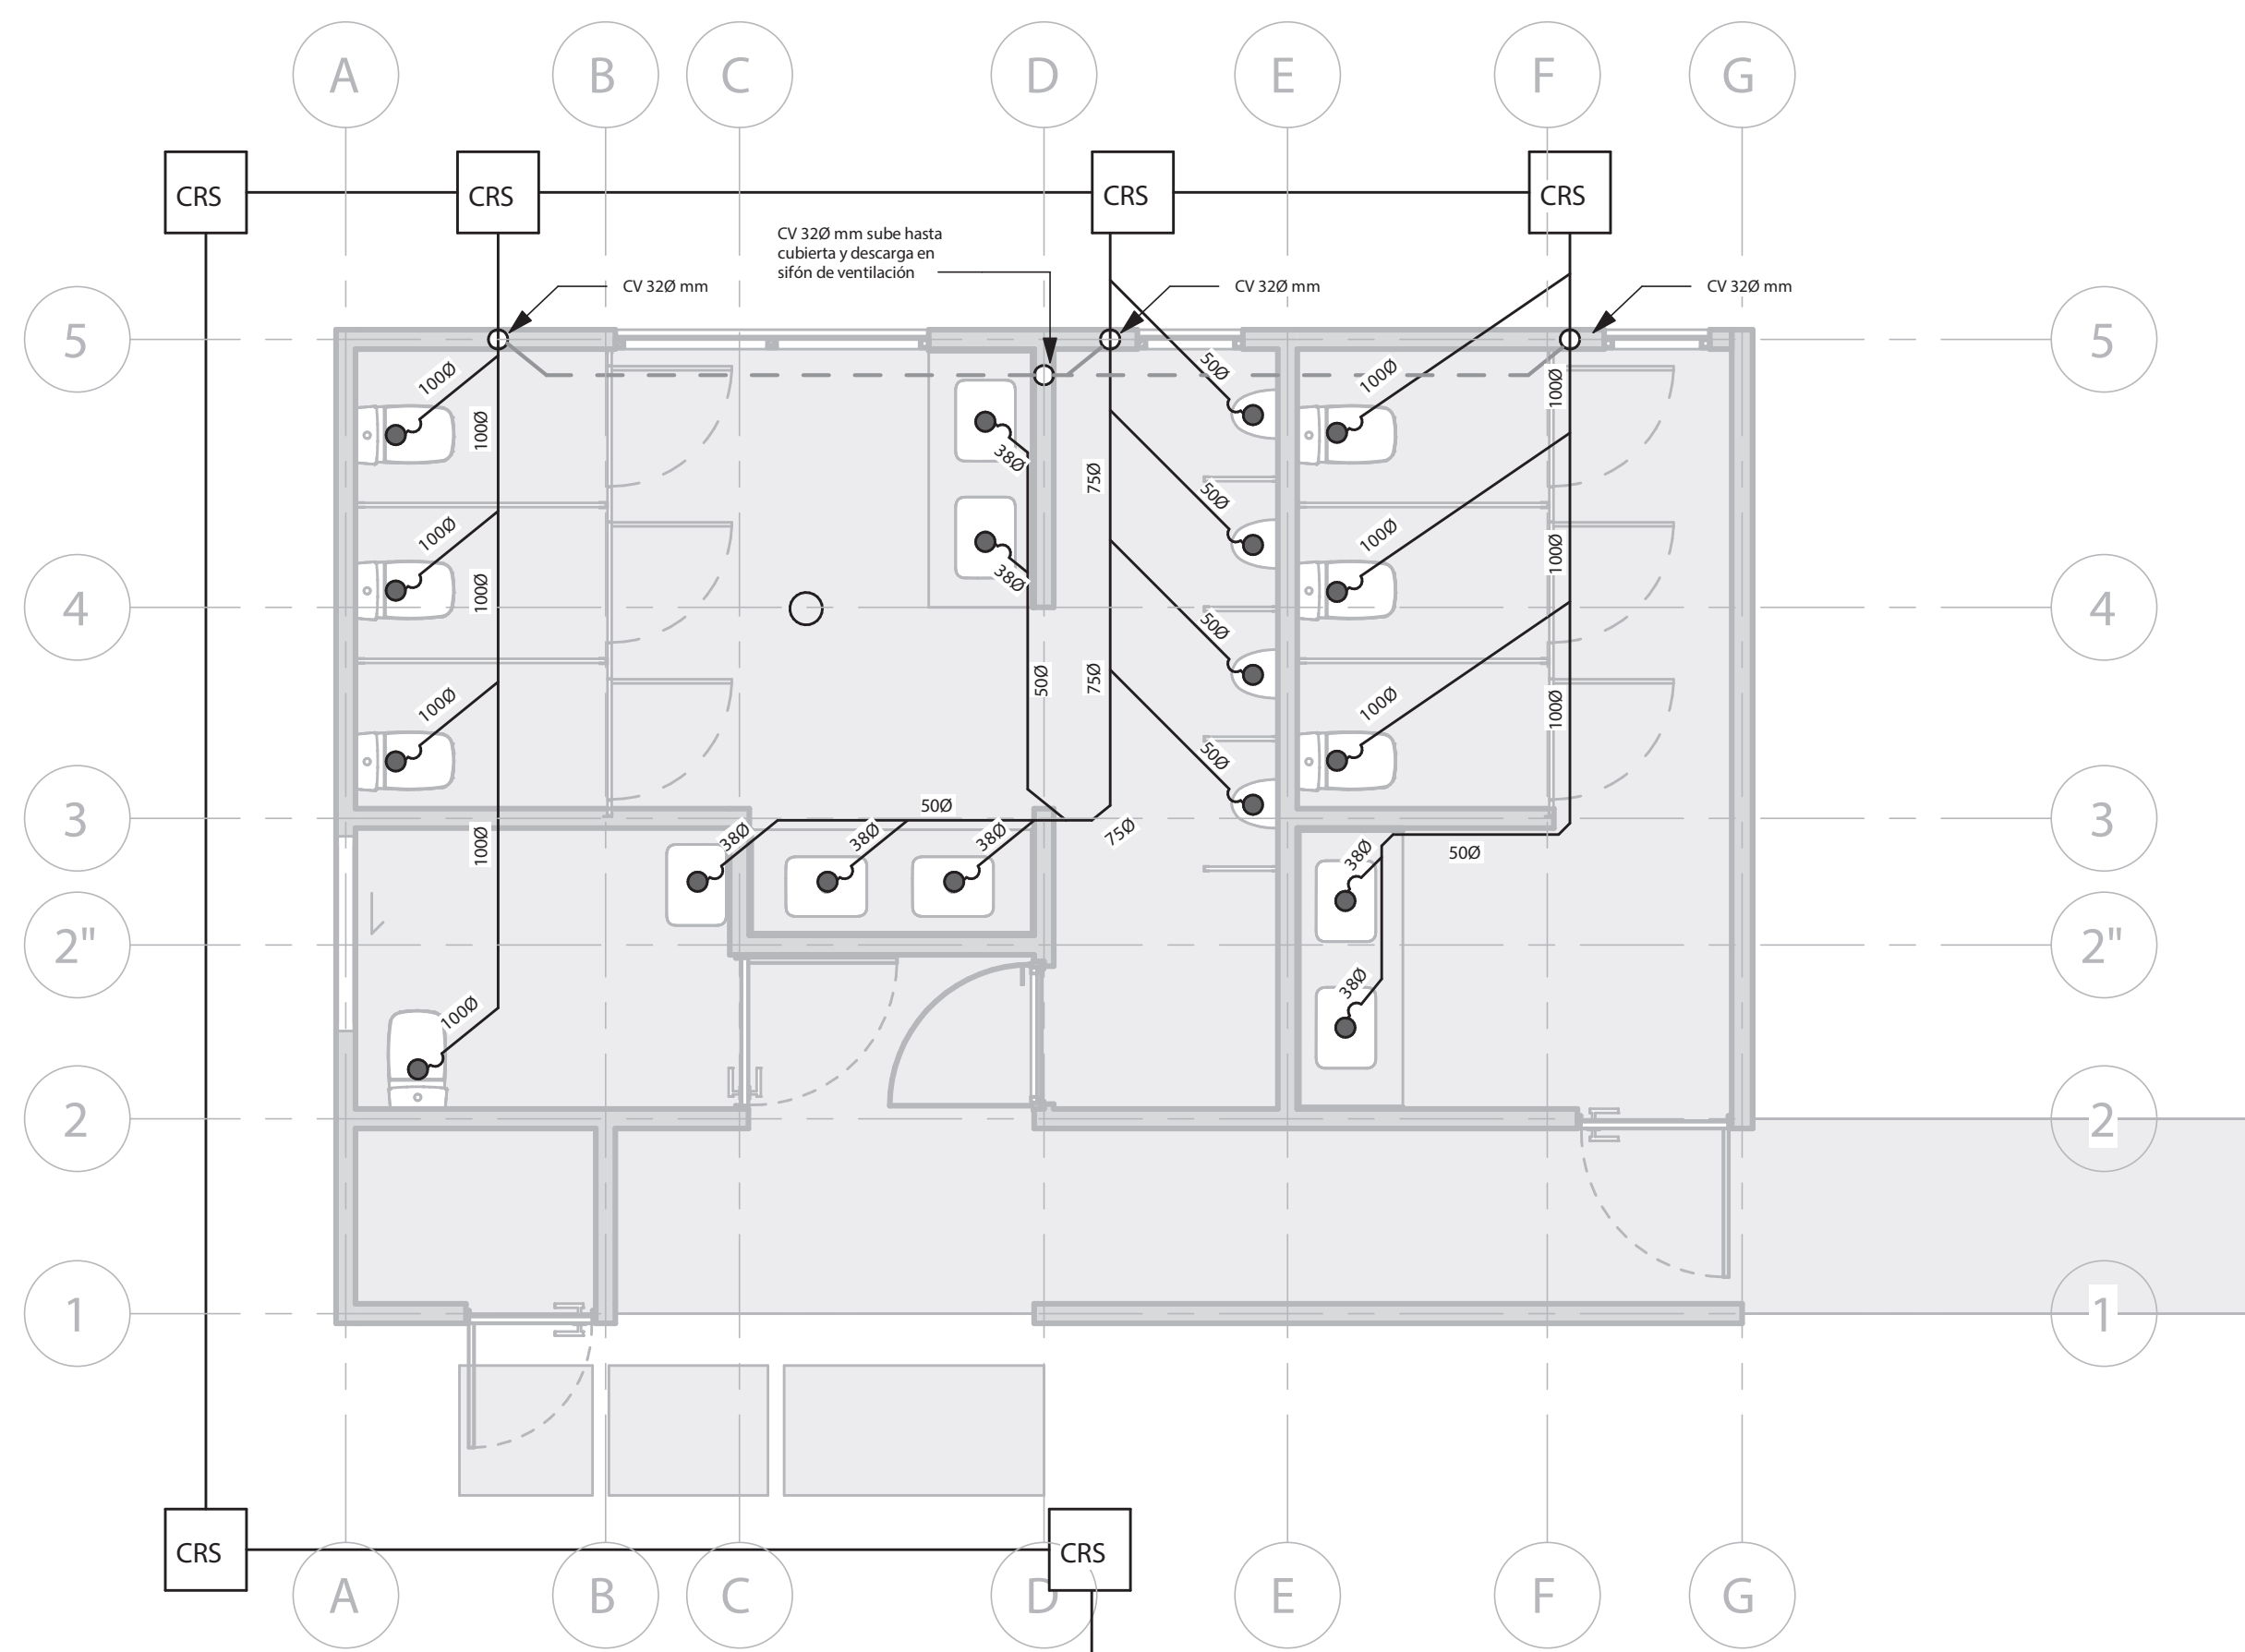 A B C D E F G
CRS CRS CRS CRS
CV 32Ø mm sube hasta
cubierta y descarga en
sifón de ventilación
CV 32Ø mm CV 32Ø mm CV 32Ø mm
5 5
50Ø
100Ø 100Ø 100Ø
100Ø
38Ø
75Ø
50Ø
100Ø 100Ø 100Ø
100Ø
38Ø
4 4
50Ø
50Ø 75Ø
100Ø 100Ø 100Ø
50Ø
3 50Ø 3
100Ø 38Ø 38Ø 38Ø 75Ø
38Ø 50Ø
2" 2"
38Ø
100Ø
2 2
1 1
CRS CRS
A B C D E F G